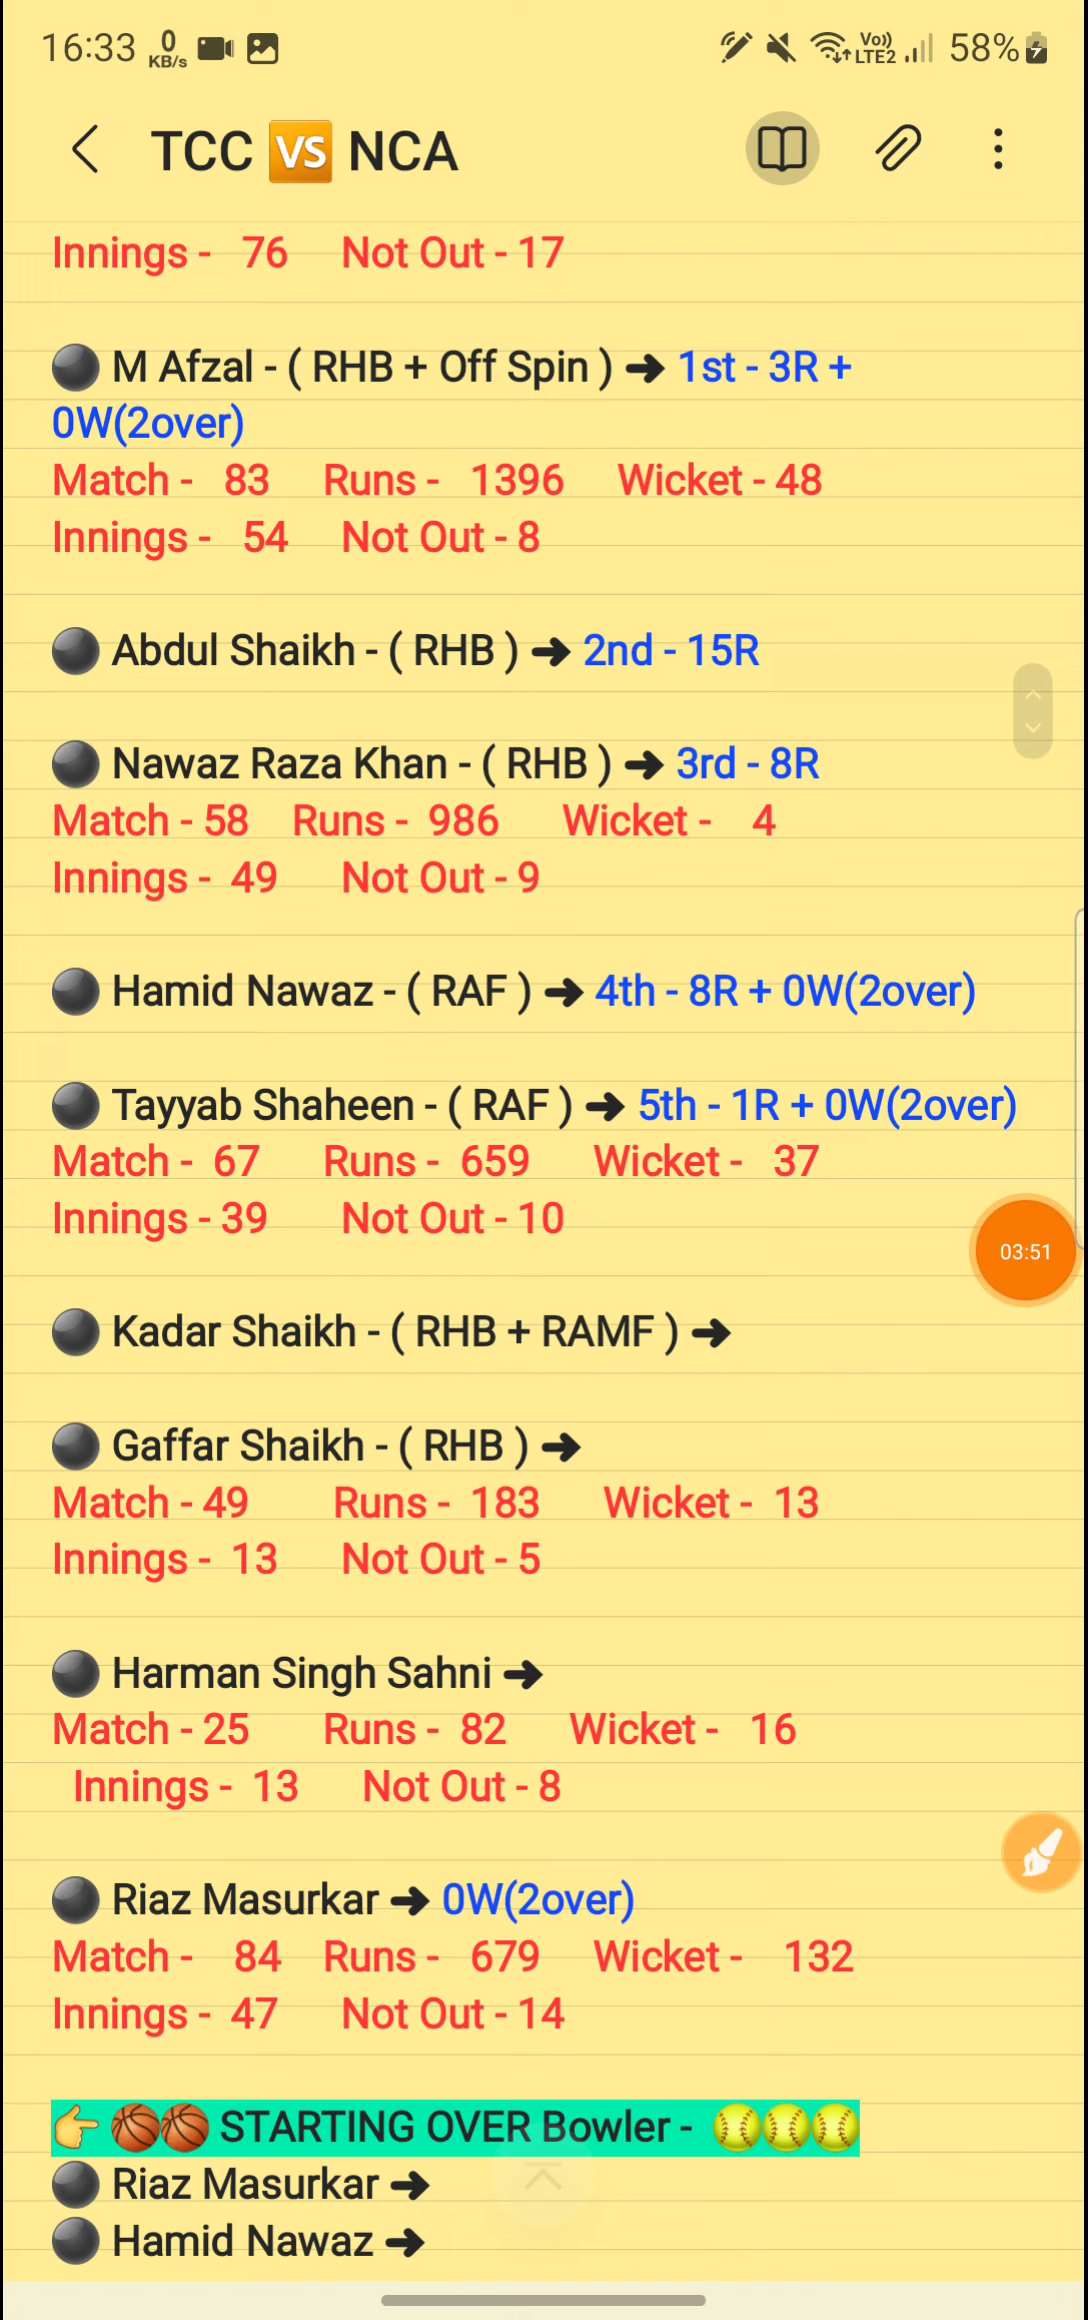 16:33 0 KB/s Vo)) LTE2 58%
TCC VS NCA
Innings - 76 Not Out - 17
M Afzal - ( RHB + Off Spin ) ➔ 1st - 3R +
0W(2over)
Match - 83 Runs - 1396 Wicket - 48
Innings - 54 Not Out - 8
Abdul Shaikh - ( RHB ) ➔ 2nd - 15R
Nawaz Raza Khan - ( RHB ) ➔ 3rd - 8R
Match - 58 Runs - 986 Wicket - 4
Innings - 49 Not Out - 9
Hamid Nawaz - ( RAF ) ➔ 4th - 8R + 0W(2over)
Tayyab Shaheen - ( RAF ) ➔ 5th - 1R + 0W(2over)
Match - 67 Runs - 659 Wicket - 37
Innings - 39 Not Out - 10
03:51
Kadar Shaikh - ( RHB + RAMF ) ➔
Gaffar Shaikh - ( RHB ) ➔
Match - 49 Runs - 183 Wicket - 13
Innings - 13 Not Out - 5
Harman Singh Sahni ➔
Match - 25 Runs - 82 Wicket - 16
Innings - 13 Not Out - 8
Riaz Masurkar ➔ 0W(2over)
Match - 84 Runs - 679 Wicket - 132
Innings - 47 Not Out - 14
STARTING OVER Bowler -
Riaz Masurkar ➔
Hamid Nawaz ➔